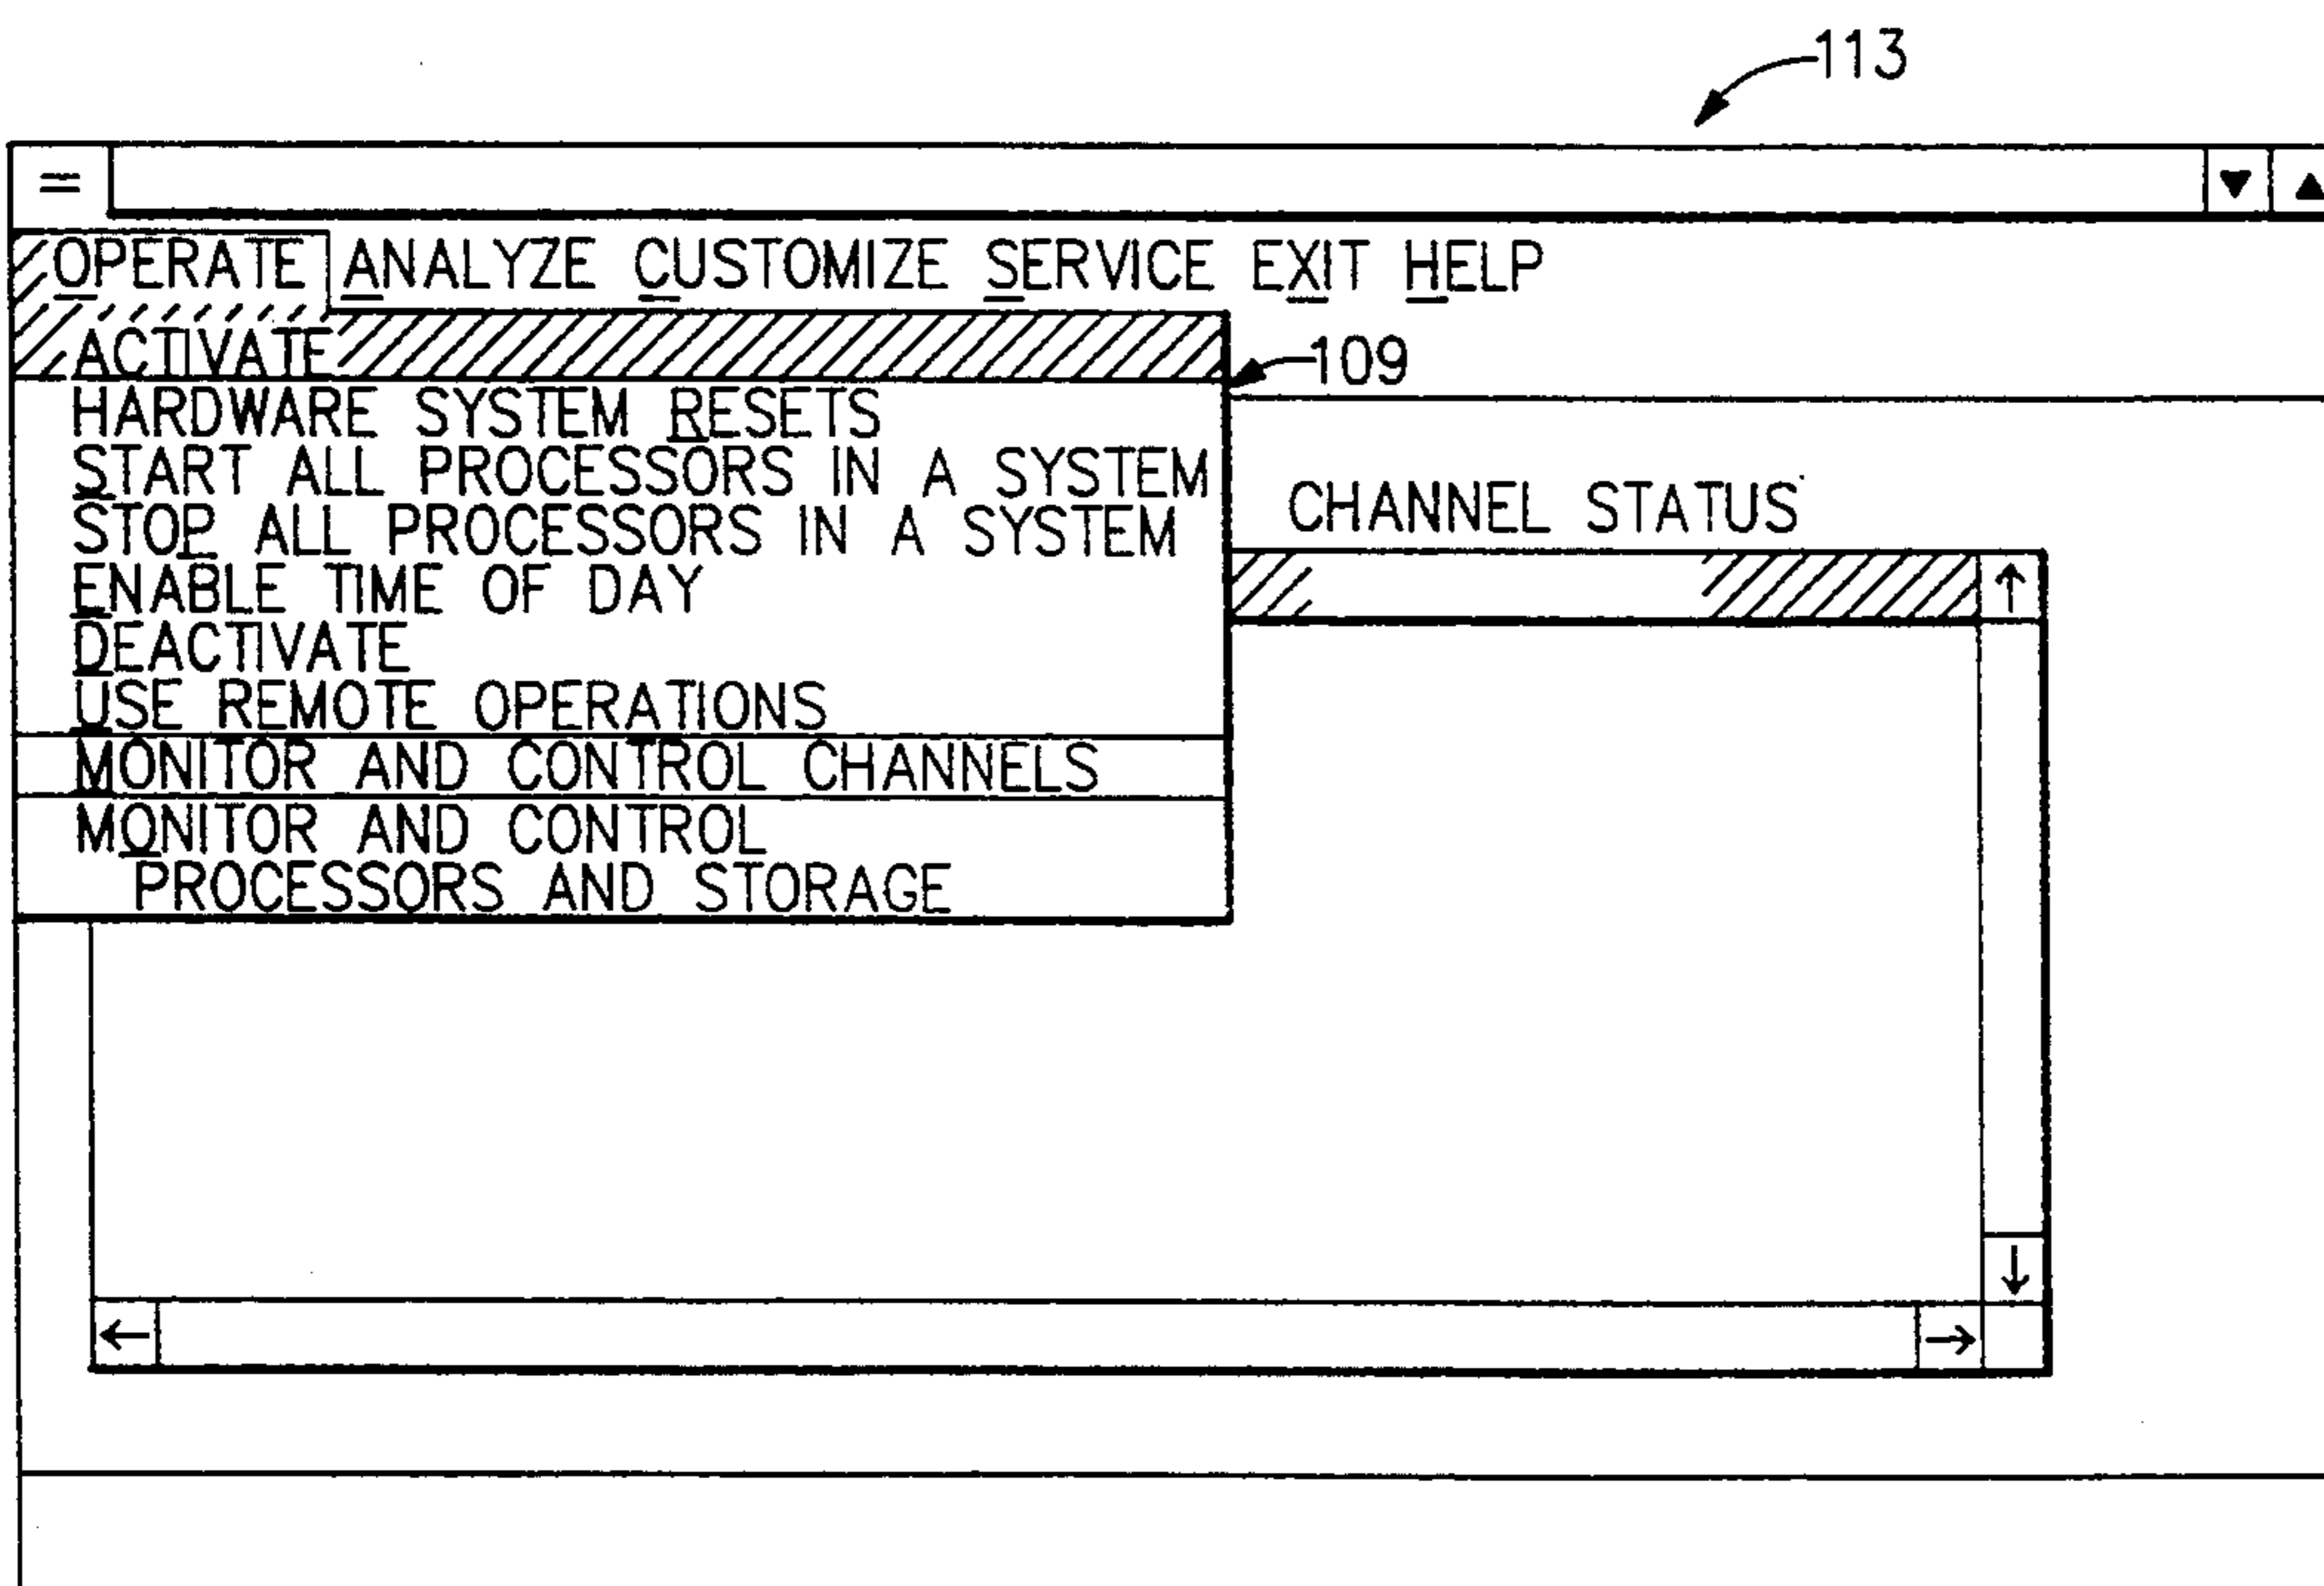 113
OPERATE ANALYZE CUSTOMIZE SERVICE EXIT HELP
ACTIVATE
109
HARDWARE SYSTEM RESETS
START ALL PROCESSORS IN A SYSTEM
STOP ALL PROCESSORS IN A SYSTEM
CHANNEL STATUS
ENABLE TIME OF DAY
DEACTIVATE
USE REMOTE OPERATIONS
MONITOR AND CONTROL CHANNELS
MONITOR AND CONTROL
PROCESSORS AND STORAGE